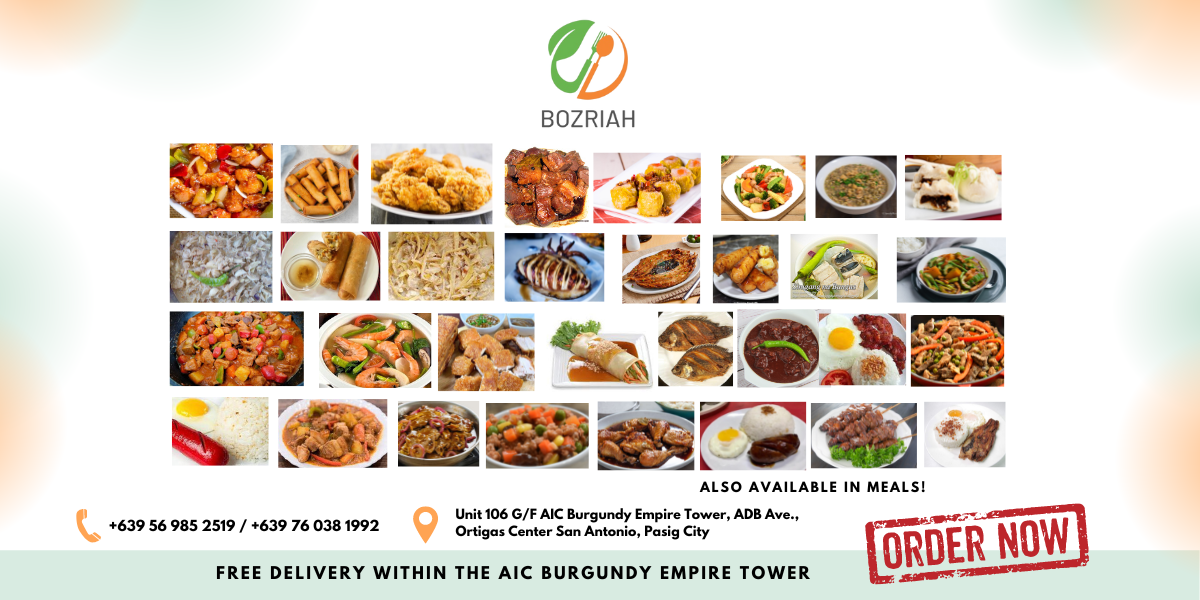 BOZRIAH
ALSO AVAILABLE IN MEALS!
+639 56 985 2519 / +639 76 038 1992
Unit 106 G/F AIC Burgundy Empire Tower, ADB Ave.,
Ortigas Center San Antonio, Pasig City
ORDER NOW
FREE DELIVERY WITHIN THE AIC BURGUNDY EMPIRE TOWER